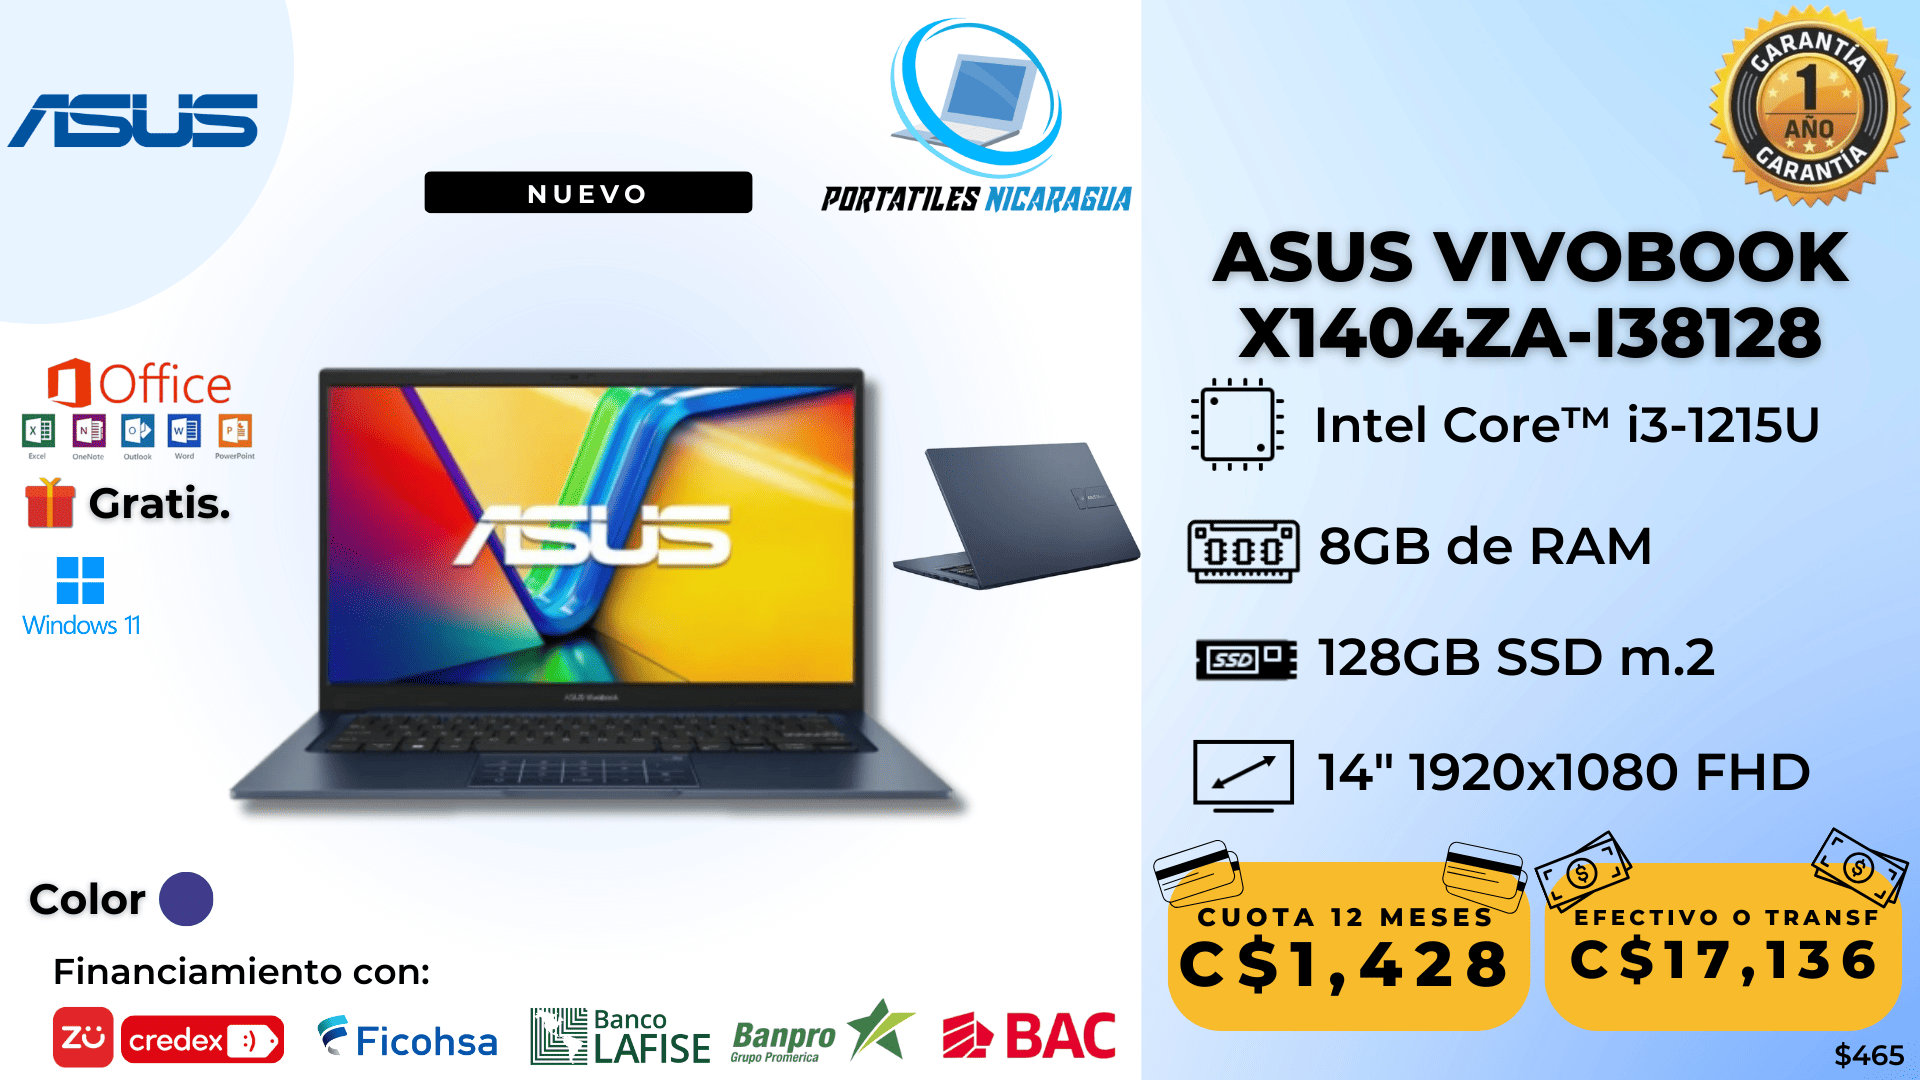 ASUS
NUEVO
PORTATILES NICARAGUA
GARANTÍA
1
AÑO
GARANTÍA
ASUS VIVOBOOK
X1404ZA-I38128
Intel Core™ i3-1215U
8GB de RAM
SSD
128GB SSD m.2
14" 1920x1080 FHD
Office
Excel
OneNote
Outlook
Word
PowerPoint
Gratis.
Windows 11
ASUS
ASUS Vivobook
Color
Financiamiento con:
ZU
credex
Ficohsa
Banco
LAFISE
Banpro
Grupo Promerica
BAC
CUOTA 12 MESES
C$1,428
EFECTIVO O TRANSF
C$17,136
$465